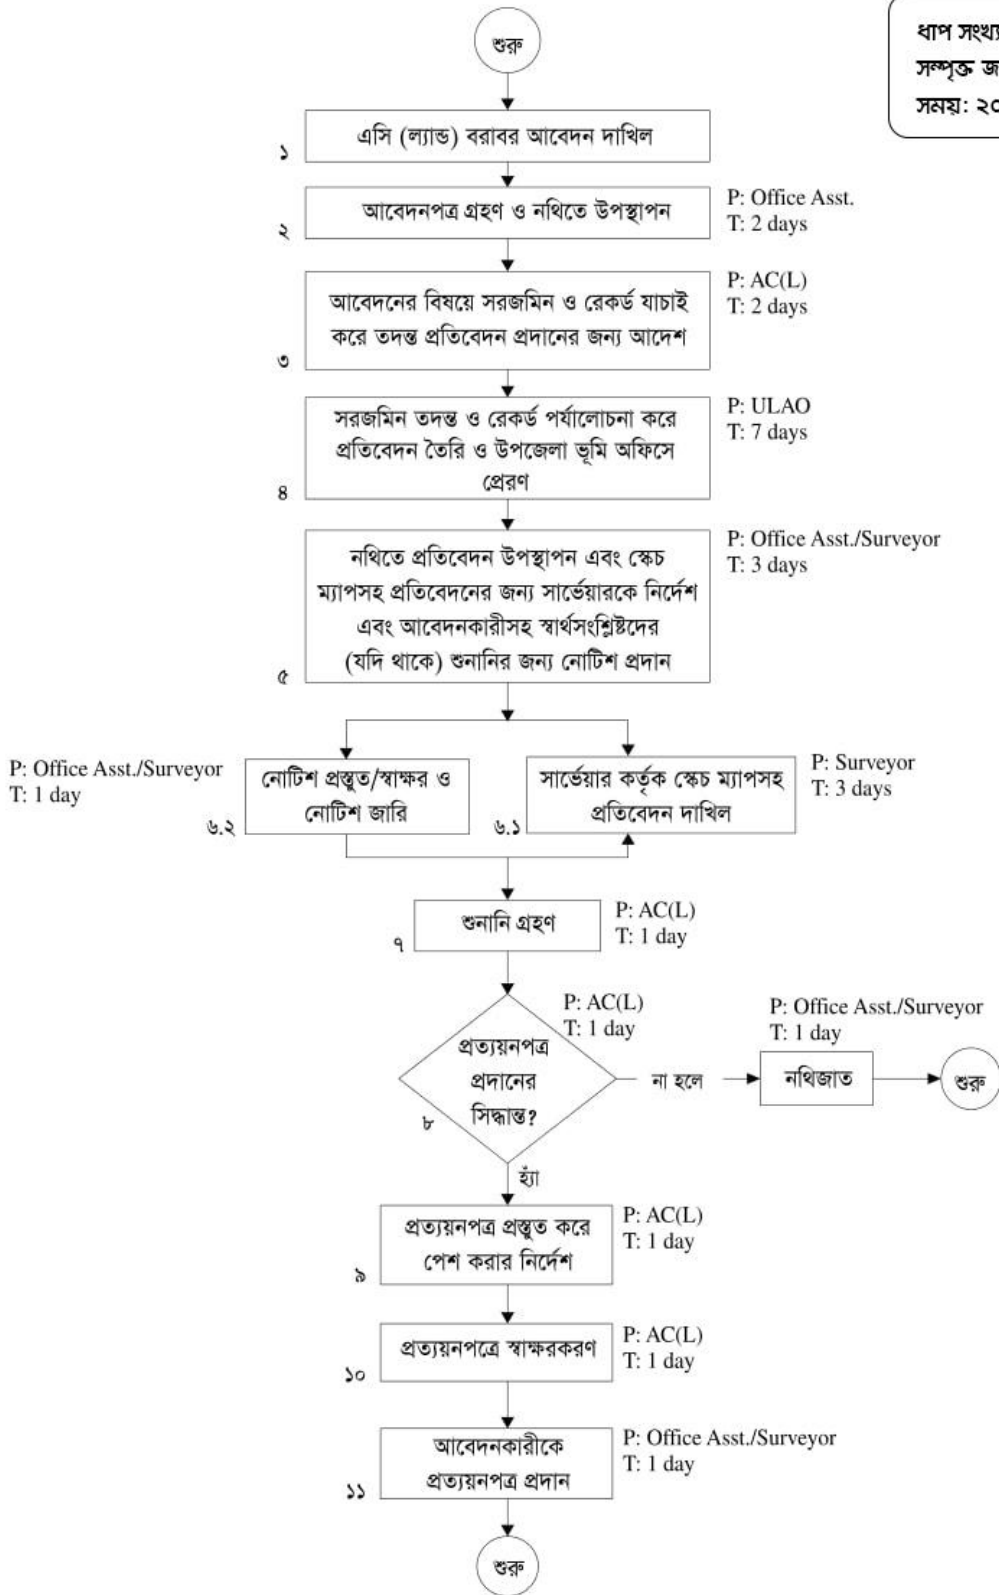 শুরু
ধাপ সংখ্যা
সম্পৃক্ত
সময়: ২০
এসি (ল্যান্ড) বরাবর আবেদন দাখিল
১
আবেদনপত্র গ্রহণ ও নথিতে উপস্থাপন
২
P: Office Asst.
T: 2 days
আবেদনের বিষয়ে সরজমিন ও রেকর্ড যাচাই
করে তদন্ত প্রতিবেদন প্রদানের জন্য আদেশ
৩
P: AC(L)
T: 2 days
সরজমিন তদন্ত ও রেকর্ড পর্যালোচনা করে
প্রতিবেদন তৈরি ও উপজেলা ভূমি অফিসে
প্রেরণ
৪
P: ULAO
T: 7 days
নথিতে প্রতিবেদন উপস্থাপন এবং স্কেচ
ম্যাপসহ প্রতিবেদনের জন্য সার্ভেয়ারকে নির্দেশ
এবং আবেদনকারীসহ স্বার্থসংশ্লিষ্টদের
(যদি থাকে) শুনানির জন্য নোটিশ প্রদান
৫
P: Office Asst./Surveyor
T: 3 days
P: Office Asst./Surveyor
T: 1 day
নোটিশ প্রস্তুত/স্বাক্ষর ও
নোটিশ জারি
৬.২
সার্ভেয়ার কর্তৃক স্কেচ ম্যাপসহ
প্রতিবেদন দাখিল
৬.১
P: Surveyor
T: 3 days
শুনানি গ্রহণ
৭
P: AC(L)
T: 1 day
প্রত্যয়নপত্র
প্রদানের
সিদ্ধান্ত?
৮
P: AC(L)
T: 1 day
না হলে
P: Office Asst./Surveyor
T: 1 day
নথিজাত
শুরু
হ্যাঁ
প্রত্যয়নপত্র প্রস্তুত করে
পেশ করার নির্দেশ
৯
P: AC(L)
T: 1 day
প্রত্যয়নপত্রে স্বাক্ষরকরণ
১০
P: AC(L)
T: 1 day
আবেদনকারীকে
প্রত্যয়নপত্র প্রদান
১১
P: Office Asst./Surveyor
T: 1 day
শুরু